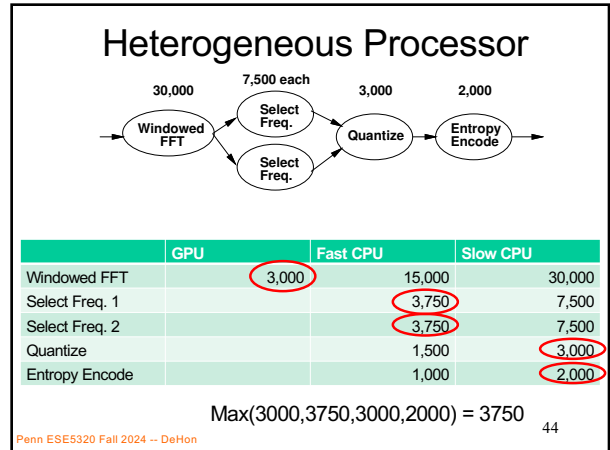 Heterogeneous Processor
30,000
7,500 each
3,000
2,000
Windowed
FFT
Select
Freq.
Select
Freq.
Quantize
Entropy
Encode
GPU Fast CPU Slow CPU
Windowed FFT 3,000 15,000 30,000
Select Freq. 1 3,750 7,500
Select Freq. 2 3,750 7,500
Quantize 1,500 3,000
Entropy Encode 1,000 2,000
Max(3000,3750,3000,2000) = 3750
Penn ESE5320 Fall 2024 -- DeHon
44